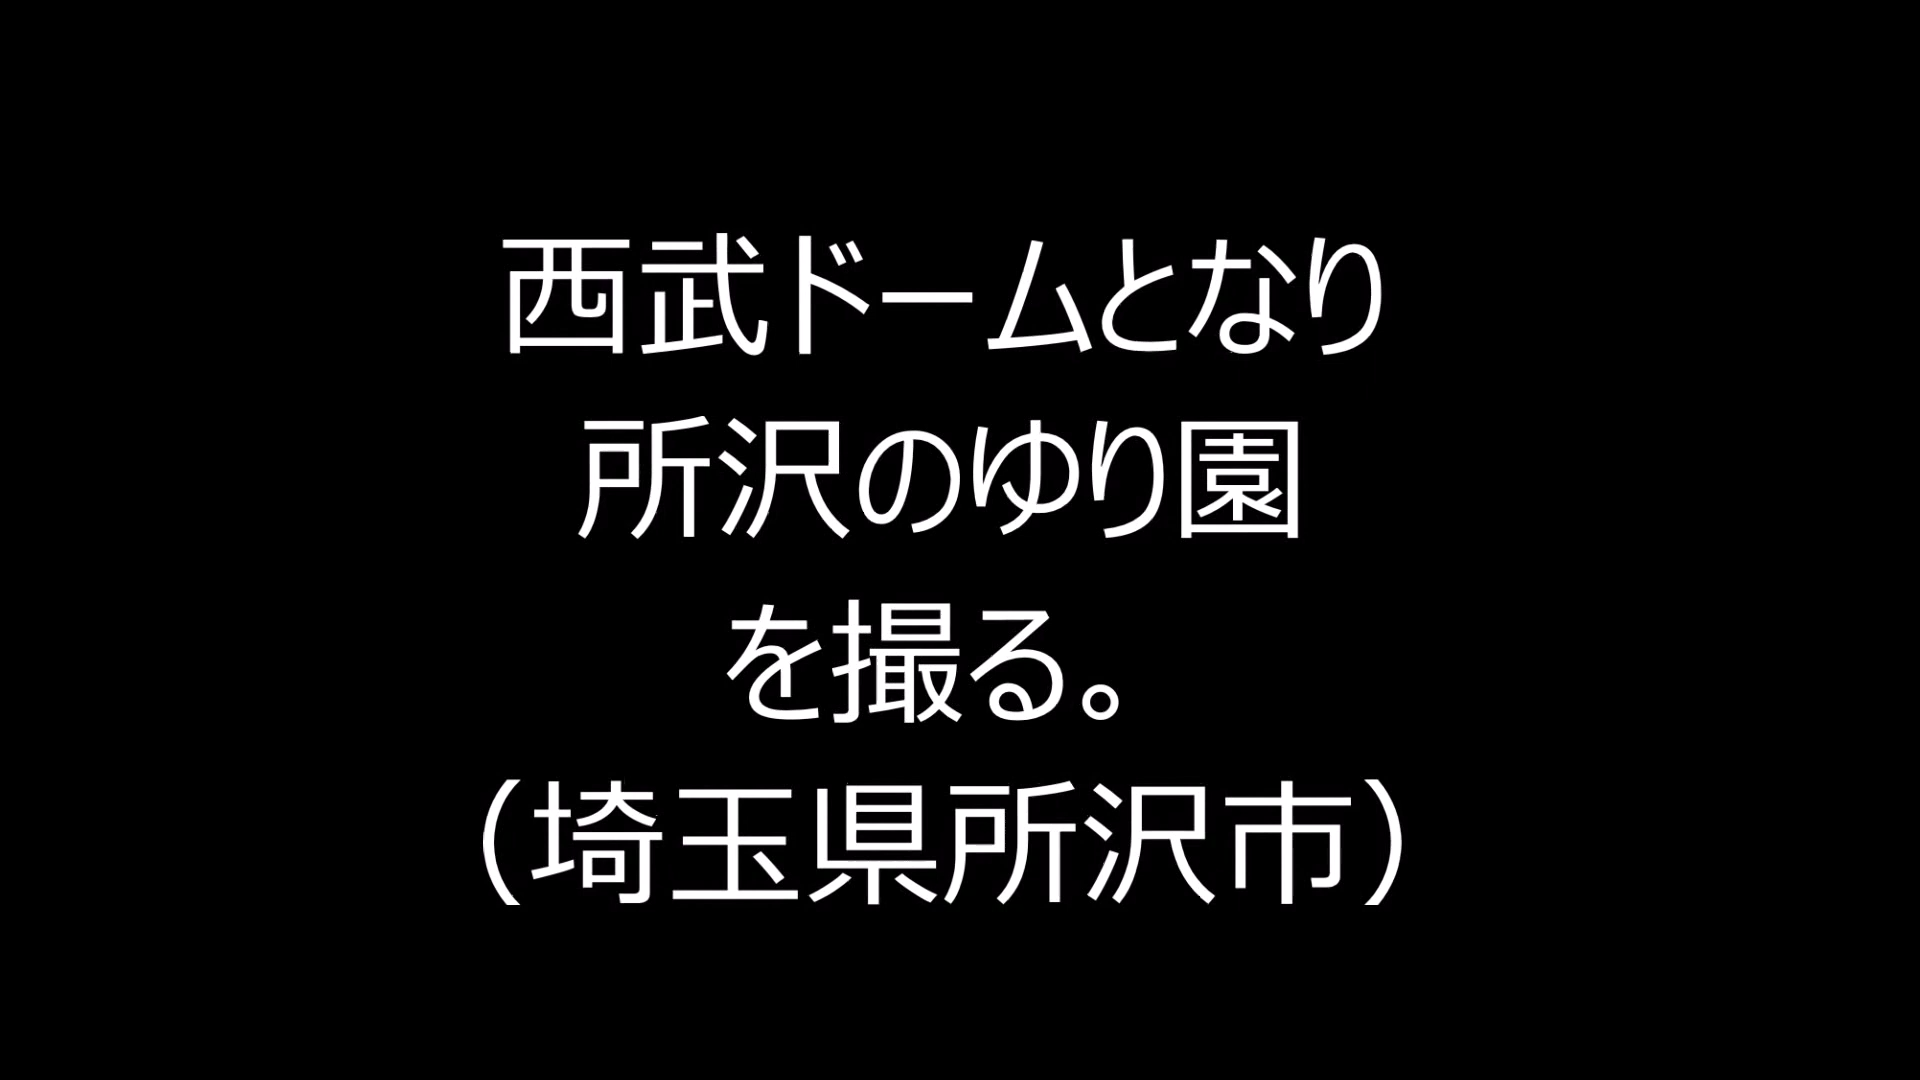 西武ドームとなり
所沢のゆり園
を撮る。
（埼玉県所沢市）